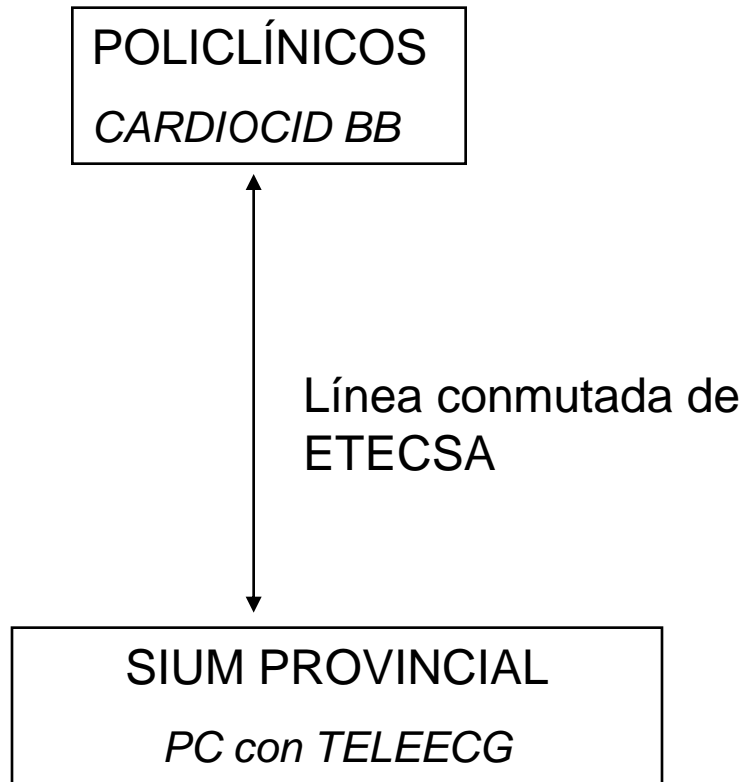 POLICLÍNICOS
CARDIOCID BB
Línea conmutada de
ETECSA
SIUM PROVINCIAL
PC con TELEECG